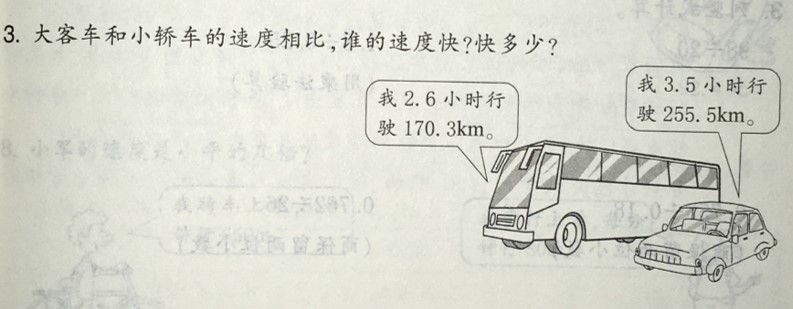 3. 大客车和小轿车的速度相比,谁的速度快?快多少?
我 2.6 小时行
驶 170.3km。
我 3.5 小时行
驶 255.5km。